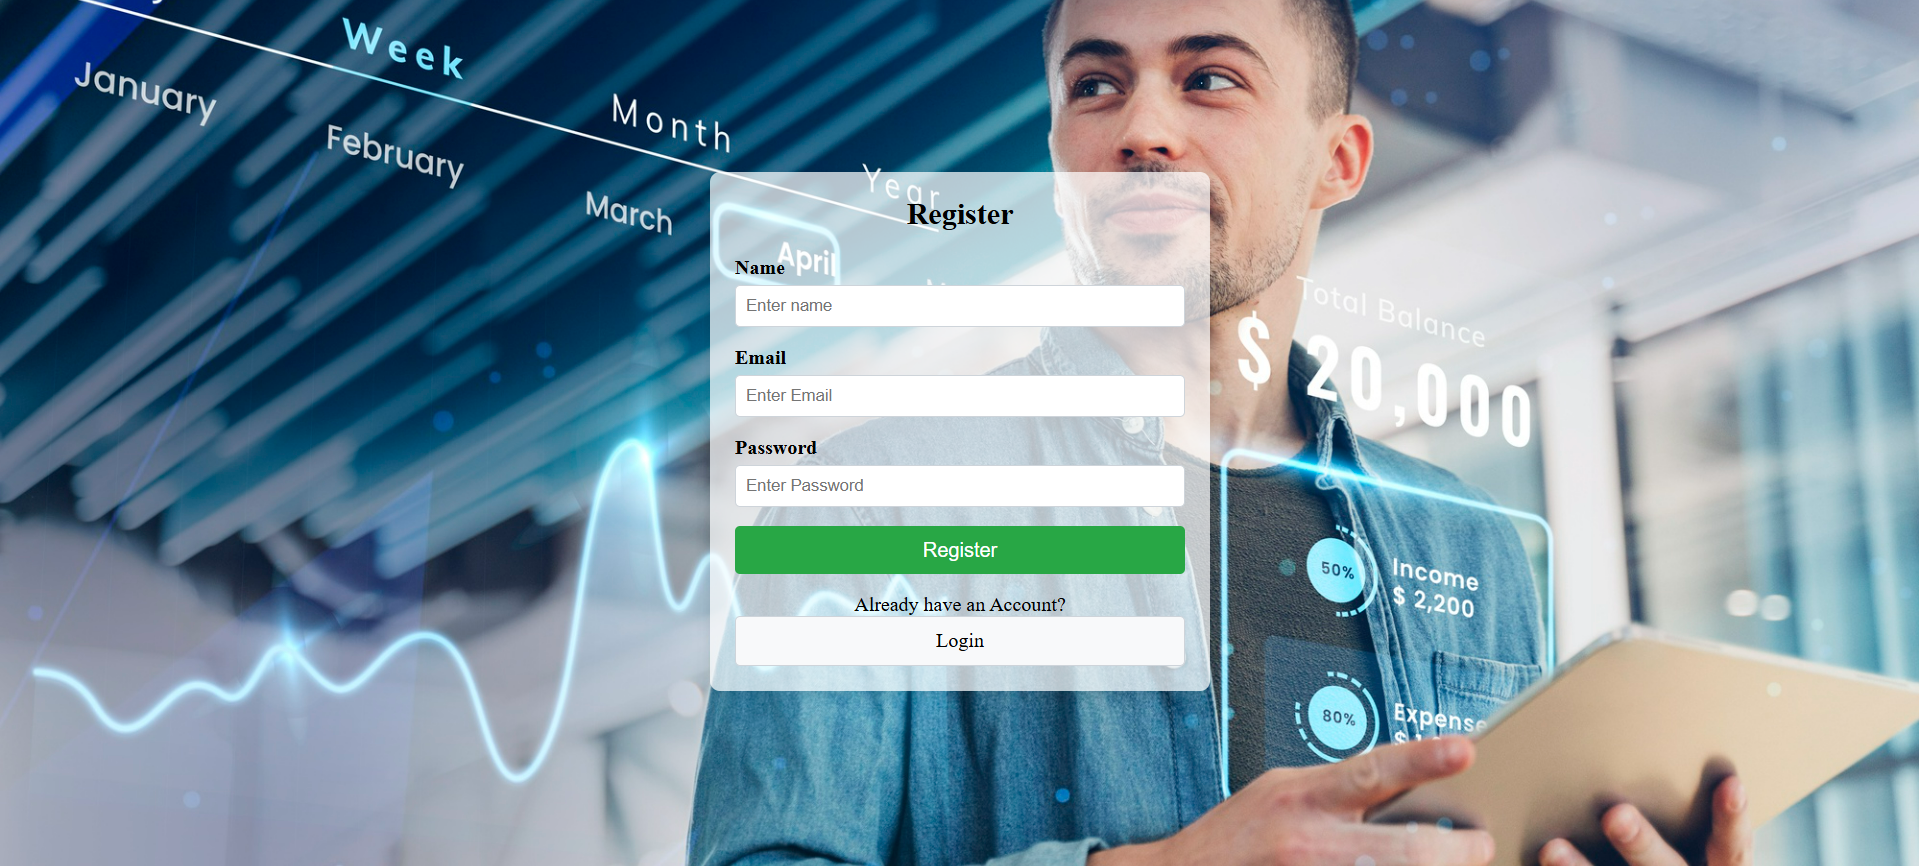 Week
January
Month
February
Year
March
Register
April
Name
Enter name
Total Balance
$ 20,000
Email
Enter Email
Password
Enter Password
Register
50%
Income
$ 2,200
Already have an Account?
Login
80%
Expense